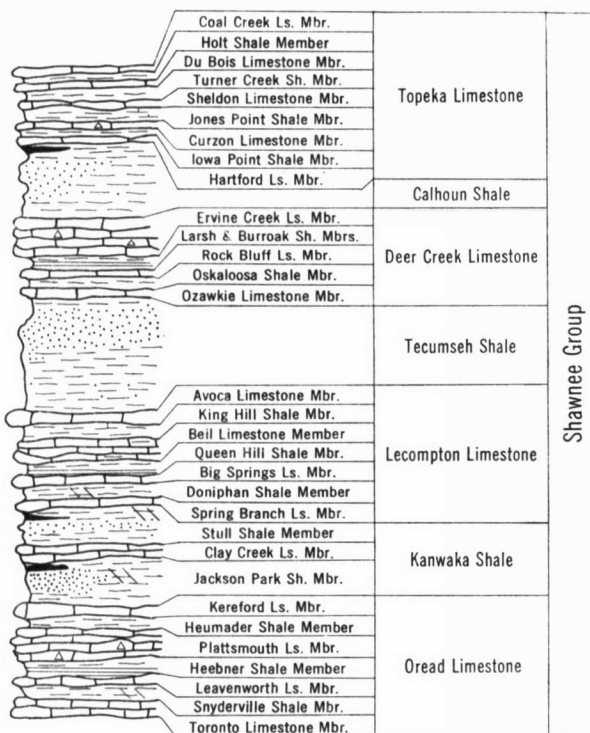 Coal Creek Ls. Mbr.
Holt Shale Member
Du Bois Limestone Mbr.
Turner Creek Sh. Mbr.
Sheldon Limestone Mbr.
Jones Point Shale Mbr.
Curzon Limestone Mbr.
Iowa Point Shale Mbr.
Hartford Ls. Mbr.
Topeka Limestone
Calhoun Shale
Ervine Creek Ls. Mbr.
Larsh & Burroak Sh. Mbrs.
Rock Bluff Ls. Mbr.
Oskaloosa Shale Mbr.
Ozawkie Limestone Mbr.
Deer Creek Limestone
Tecumseh Shale
Avoca Limestone Mbr.
King Hill Shale Mbr.
Beil Limestone Member
Queen Hill Shale Mbr.
Big Springs Ls. Mbr.
Doniphan Shale Member
Spring Branch Ls. Mbr.
Lecompton Limestone
Stull Shale Member
Clay Creek Ls. Mbr.
Jackson Park Sh. Mbr.
Kanwaka Shale
Kereford Ls. Mbr.
Heumader Shale Member
Plattsmouth Ls. Mbr.
Heebner Shale Member
Leavenworth Ls. Mbr.
Snyderville Shale Mbr.
Toronto Limestone Mbr.
Oread Limestone
Shawnee Group